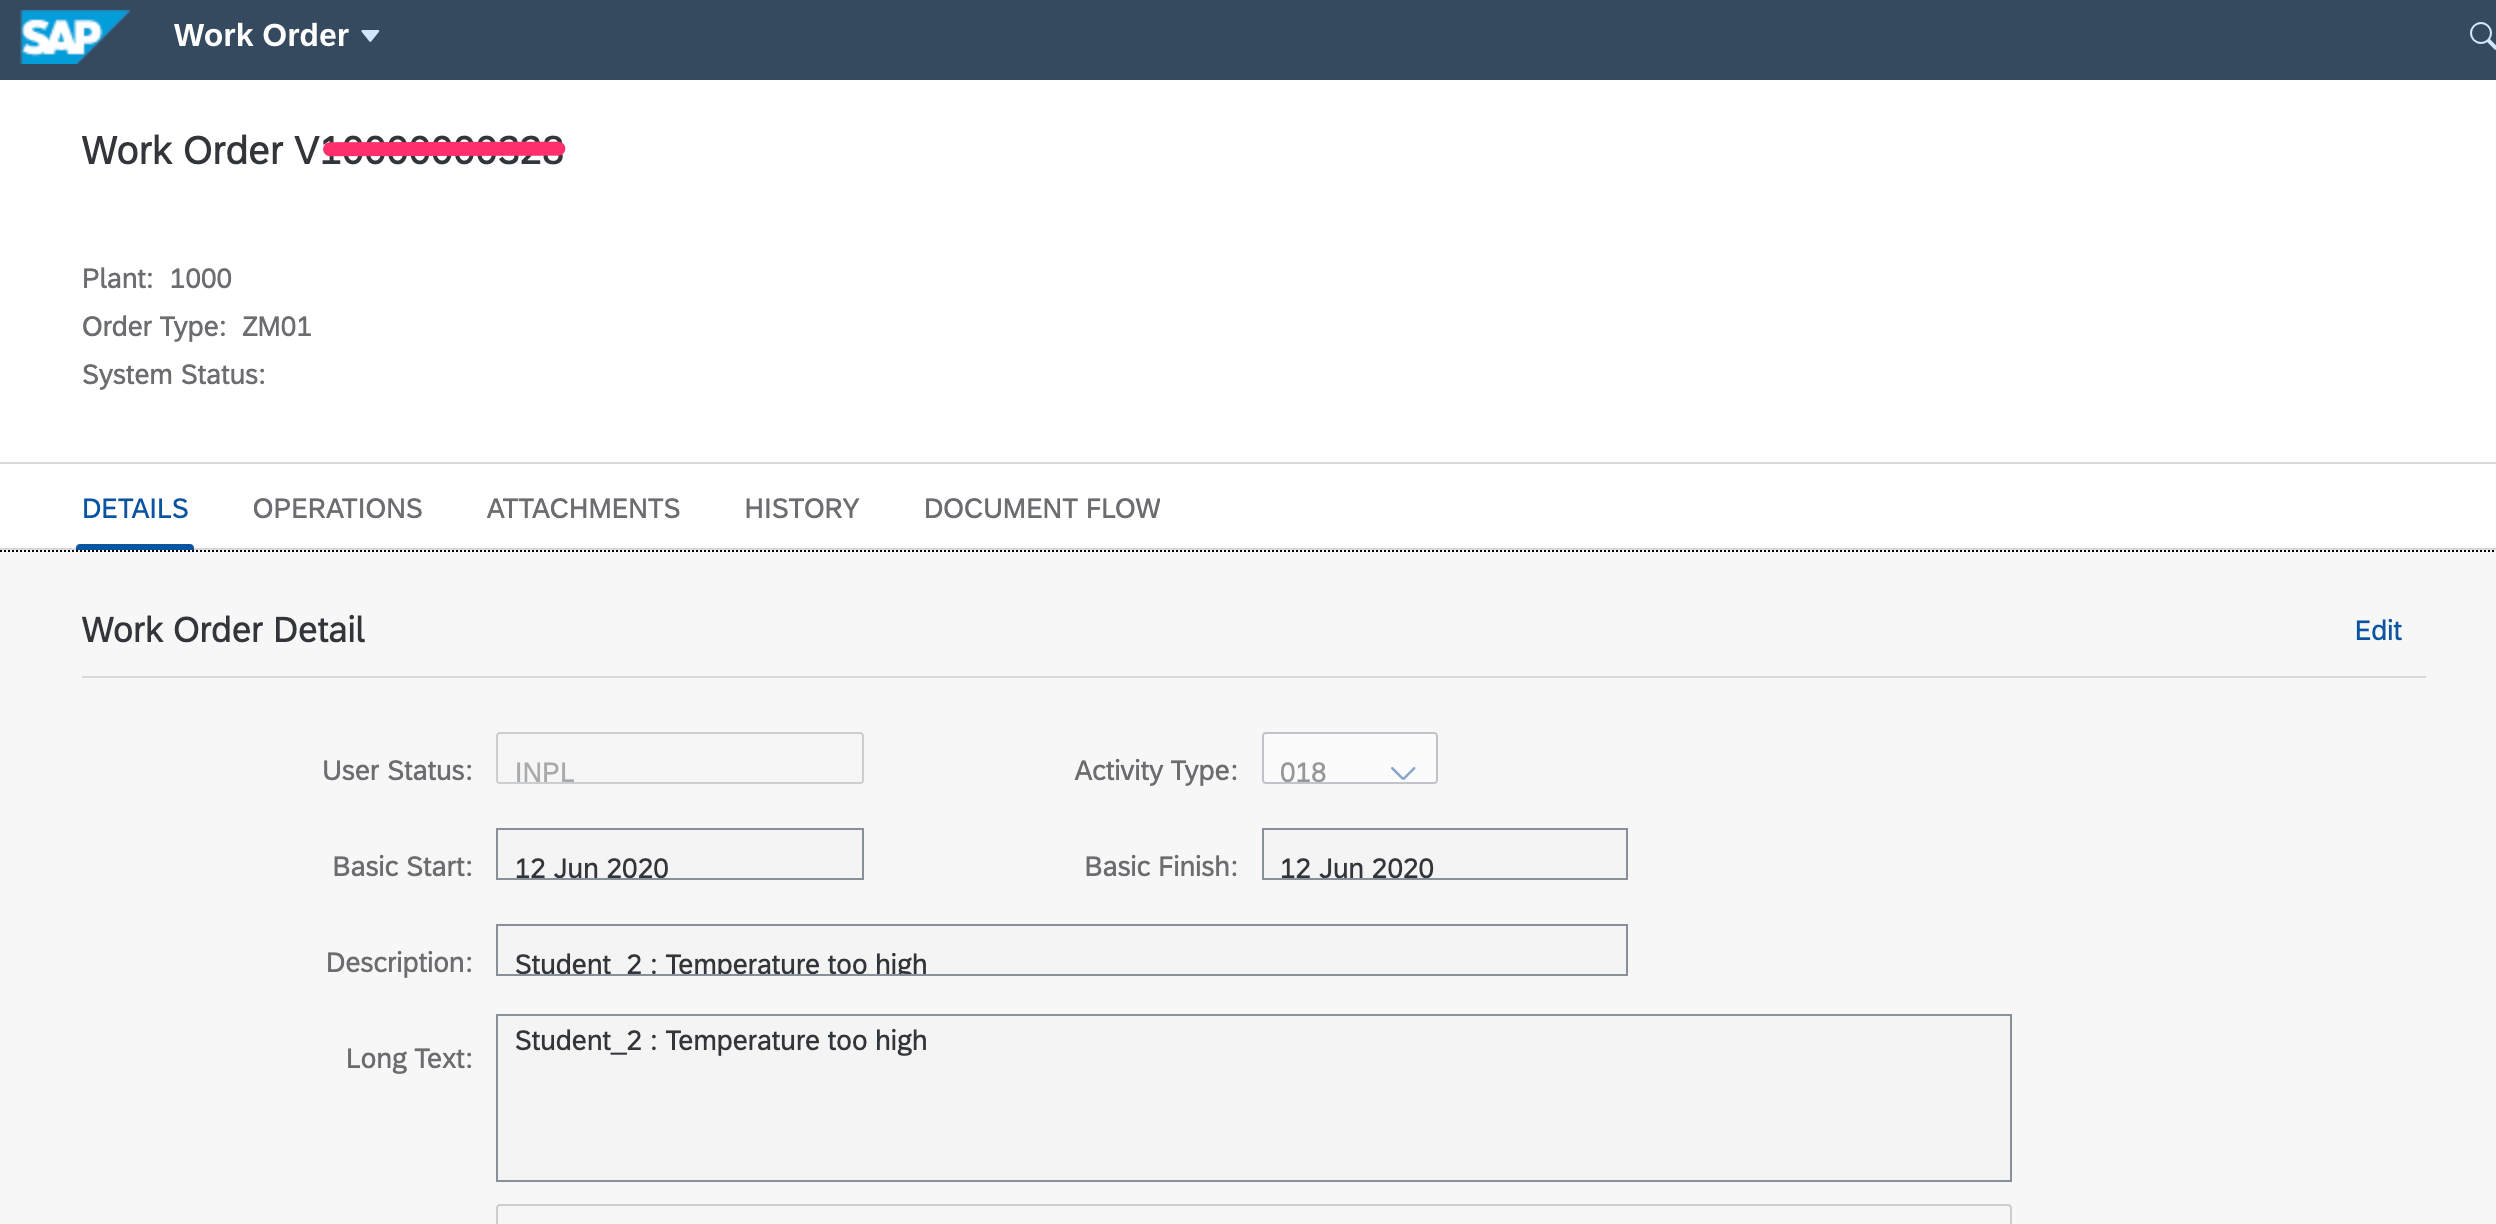 SAP Work Order
Work Order
Plant: 1000
Order Type: ZM01
System Status:
DETAILS OPERATIONS ATTACHMENTS HISTORY DOCUMENT FLOW
Work Order Detail Edit
User Status: INPL Activity Type: 018
Basic Start: 12 Jun 2020 Basic Finish: 12 Jun 2020
Description: Student_2 : Temperature too high
Long Text: Student_2 : Temperature too high